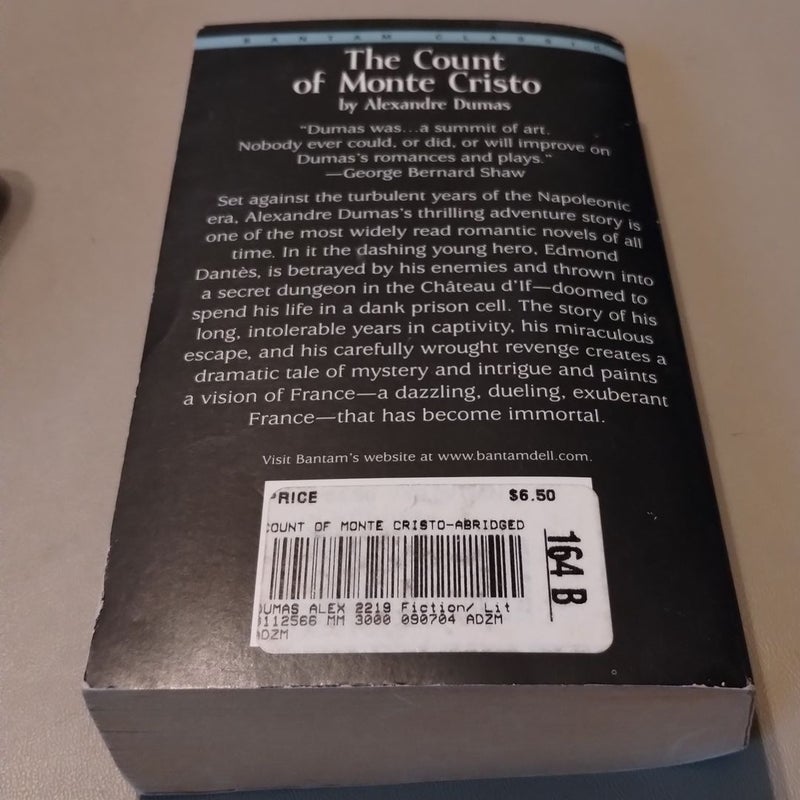 BANTAM CLASSIC
The Count
of Monte Cristo
by Alexandre Dumas
"Dumas was...a summit of art.
Nobody ever could, or did, or will improve on
Dumas's romances and plays."
—George Bernard Shaw
Set against the turbulent years of the Napoleonic
era, Alexandre Dumas's thrilling adventure story is
one of the most widely read romantic novels of all
time. In it the dashing young hero, Edmond
Dantès, is betrayed by his enemies and thrown into
a secret dungeon in the Château d'If—doomed to
spend his life in a dank prison cell. The story of his
long, intolerable years in captivity, his miraculous
escape, and his carefully wrought revenge creates a
dramatic tale of mystery and intrigue and paints
a vision of France—a dazzling, dueling, exuberant
France—that has become immortal.
Visit Bantam's website at www.bantamdell.com.
PRICE $6.50
COUNT OF MONTE CRISTO-ABRIDGED
164 B
DUMAS ALEX 2219 Fiction/ Lit
112566 MM 3000 090704 ADZM
ADZM